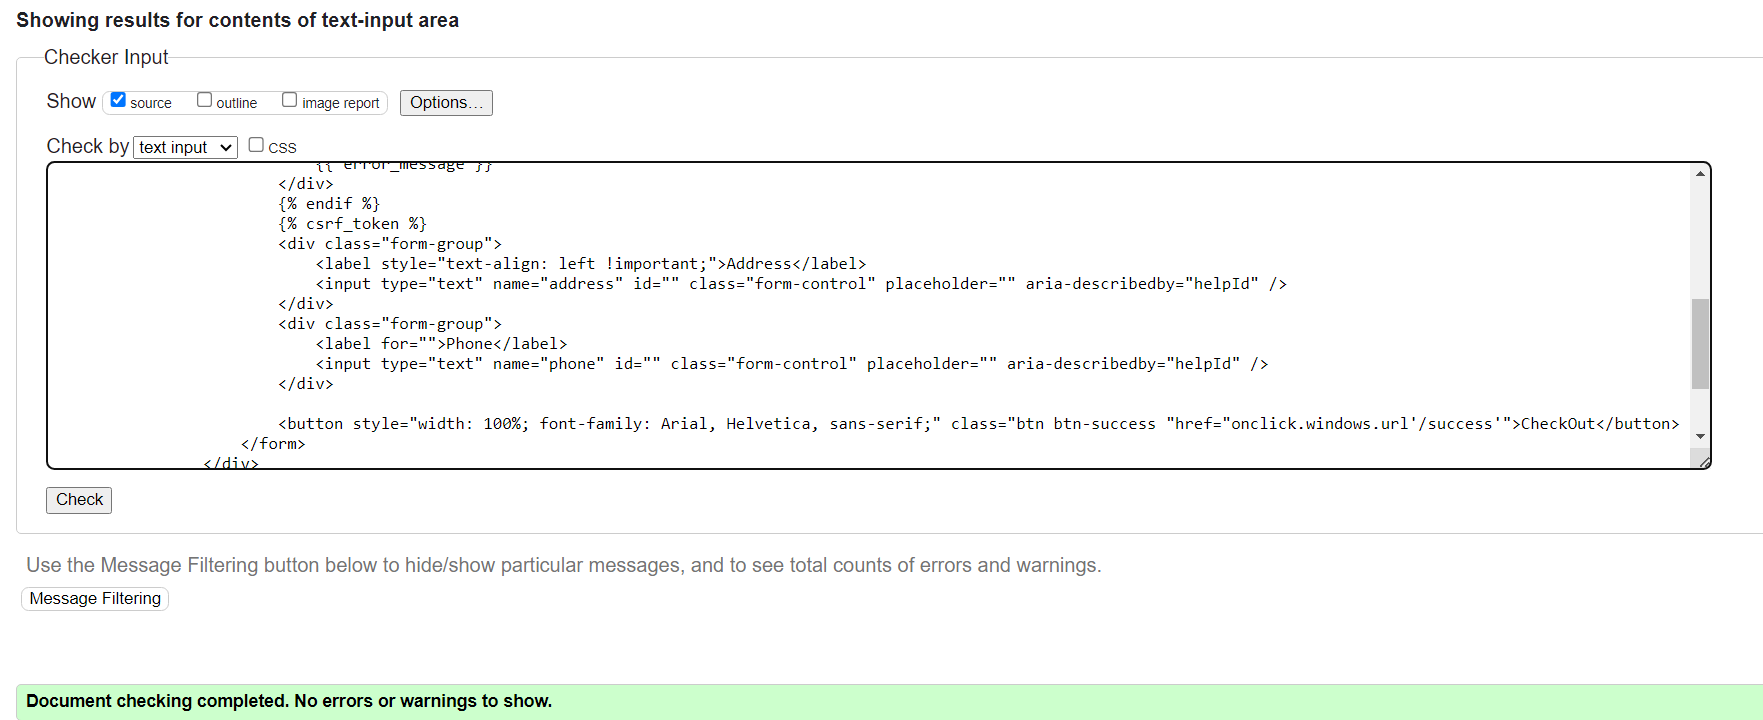 Showing results for contents of text-input area
Checker Input
Show source outline image report Options...
Check by text input CSS
{{ error_message }}
</div>
{% endif %}
{% csrf_token %}
<div class="form-group">
<label style="text-align: left !important;">Address</label>
<input type="text" name="address" id="" class="form-control" placeholder="" aria-describedby="helpId" />
</div>
<div class="form-group">
<label for="">Phone</label>
<input type="text" name="phone" id="" class="form-control" placeholder="" aria-describedby="helpId" />
</div>
<button style="width: 100%; font-family: Arial, Helvetica, sans-serif;" class="btn btn-success "href="onclick.windows.url'/success'">CheckOut</button>
</form>
</div>
Check
Use the Message Filtering button below to hide/show particular messages, and to see total counts of errors and warnings.
Message Filtering
Document checking completed. No errors or warnings to show.